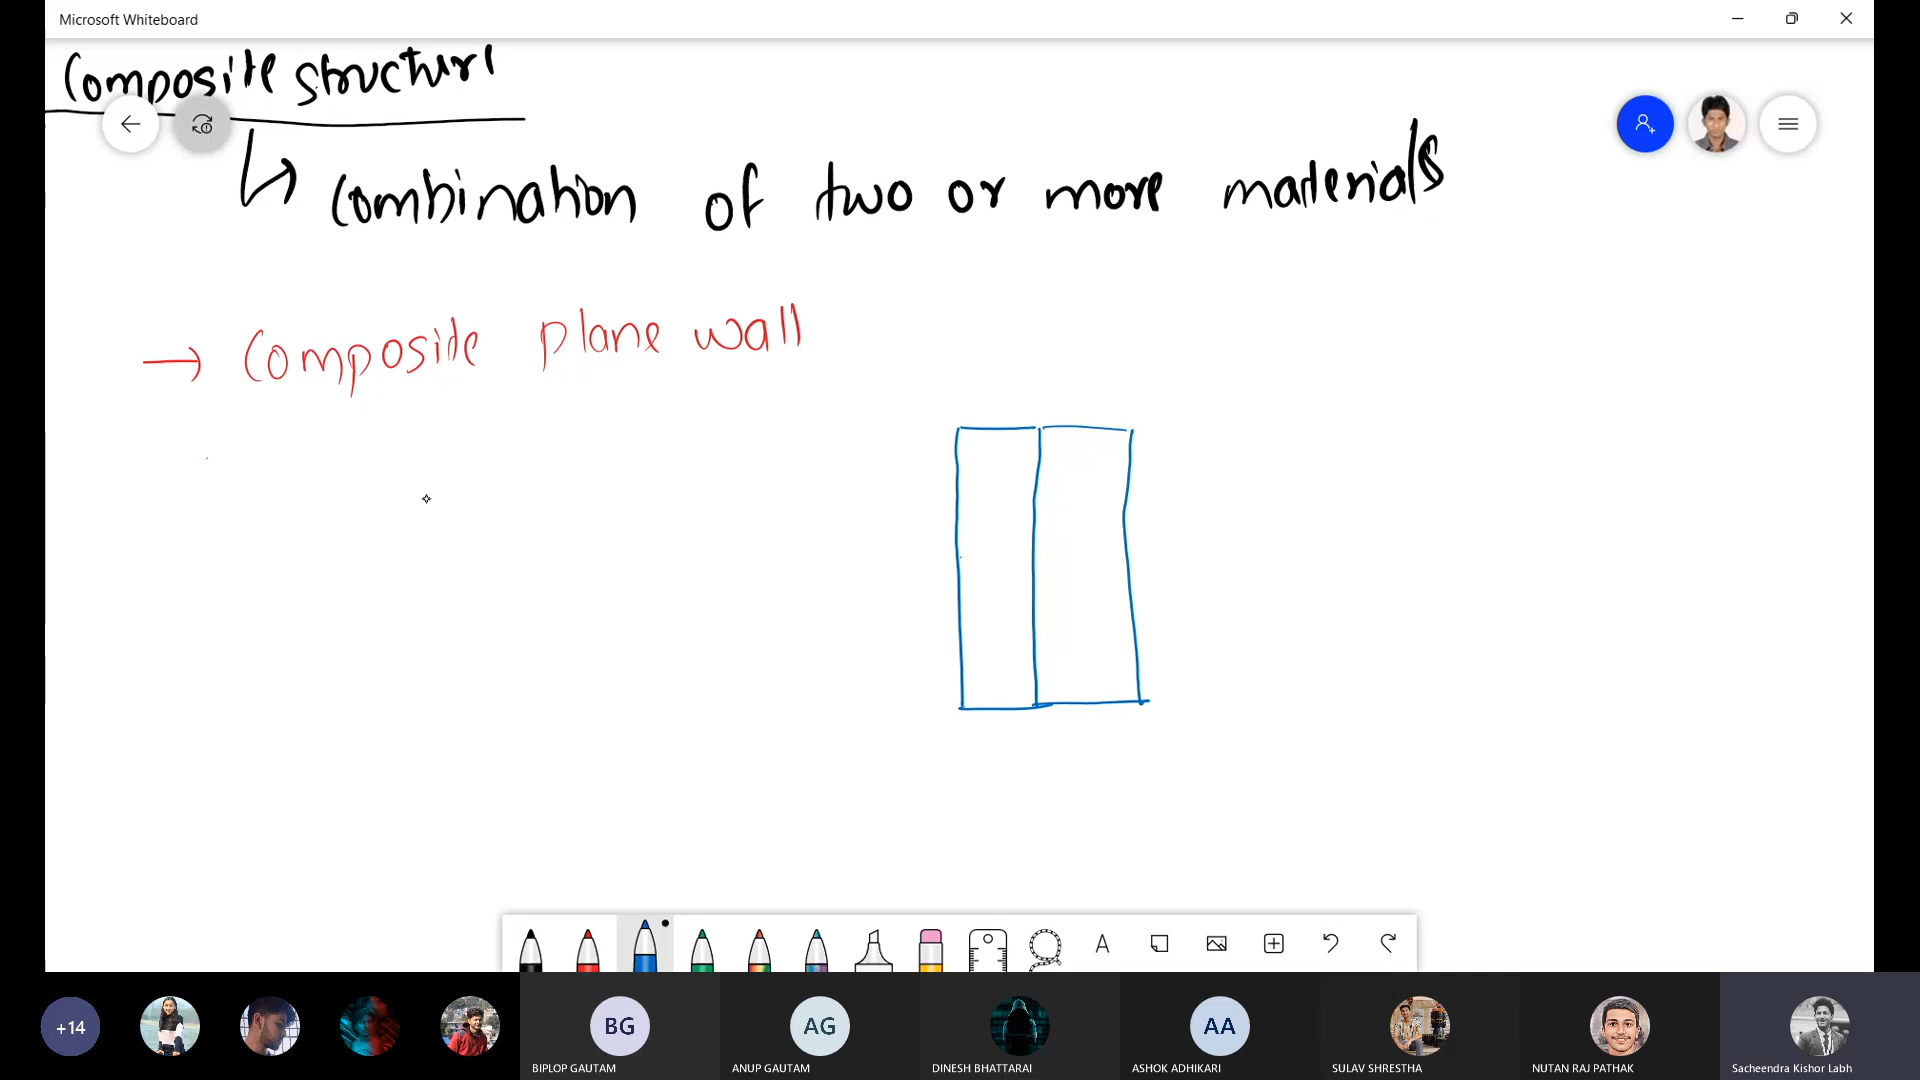 Microsoft Whiteboard
Composite structure
↳ combination of two or more materials
→ Composite plane wall
A
+14
BG
AG
AA
BIPLOP GAUTAM
ANUP GAUTAM
DINESH BHATTARAI
ASHOK ADHIKARI
SULAV SHRESTHA
NUTAN RAJ PATHAK
Sacheendra Kishor Labh